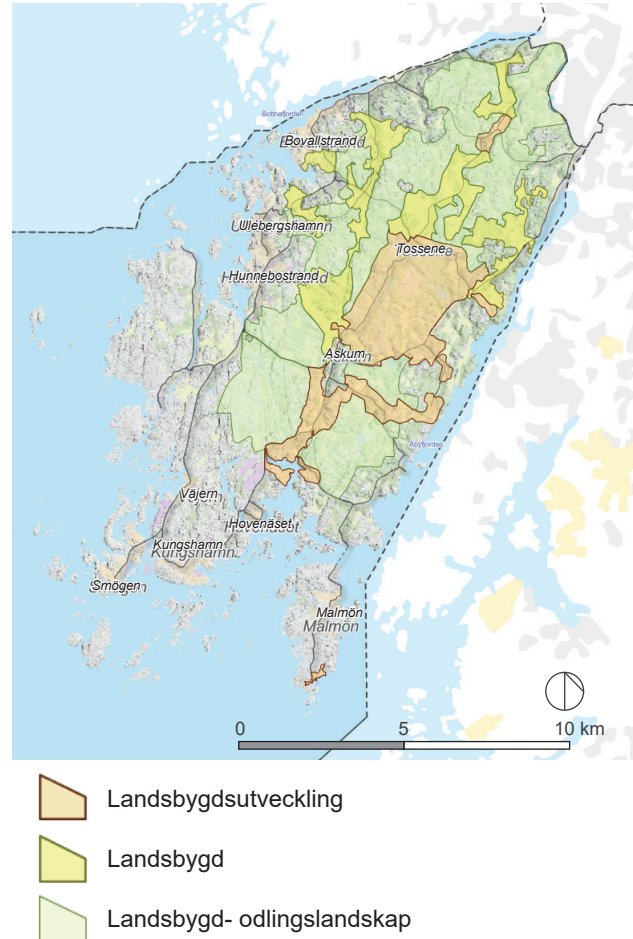 Bottnafjorden
Bovallstrand
Ulebergshamn
Tossene
Hunnebostrand
Askum
Åbyfjorden
Väjern
Hovenäset
Kungshamn
Smögen
Malmön
Malmön
0 5 10 km
Landsbygdsutveckling
Landsbygd
Landsbygd- odlingslandskap